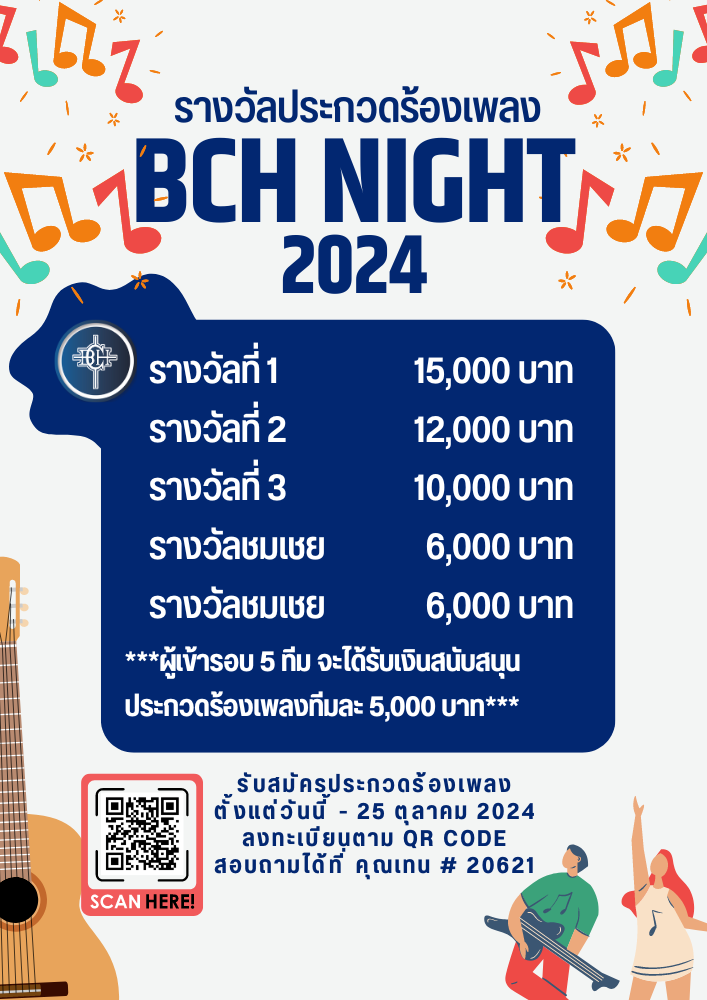 รางวัลประกวดร้องเพลง
BCH NIGHT
2024
BCH
รางวัลที่ 1 15,000 บาท
รางวัลที่ 2 12,000 บาท
รางวัลที่ 3 10,000 บาท
รางวัลชมเชย 6,000 บาท
รางวัลชมเชย 6,000 บาท
***ผู้เข้ารอบ 5 ทีม จะได้รับเงินสนับสนุน
ประกวดร้องเพลงทีมละ 5,000 บาท***
รับสมัครประกวดร้องเพลง
ตั้งแต่วันนี้ - 25 ตุลาคม 2024
ลงทะเบียนตาม QR CODE
สอบถามได้ที่ คุณเทน # 20621
SCAN HERE!